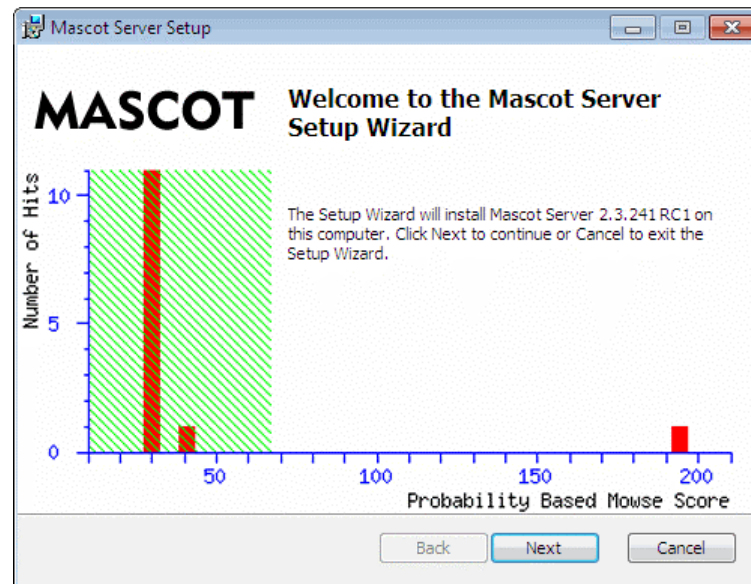 Mascot Server Setup
MASCOT
Welcome to the Mascot Server
Setup Wizard
The Setup Wizard will install Mascot Server 2.3.241 RC1 on
this computer. Click Next to continue or Cancel to exit the
Setup Wizard.
Number of Hits
10
5
0
50
100
150
200
Probability Based Mowse Score
Back
Next
Cancel